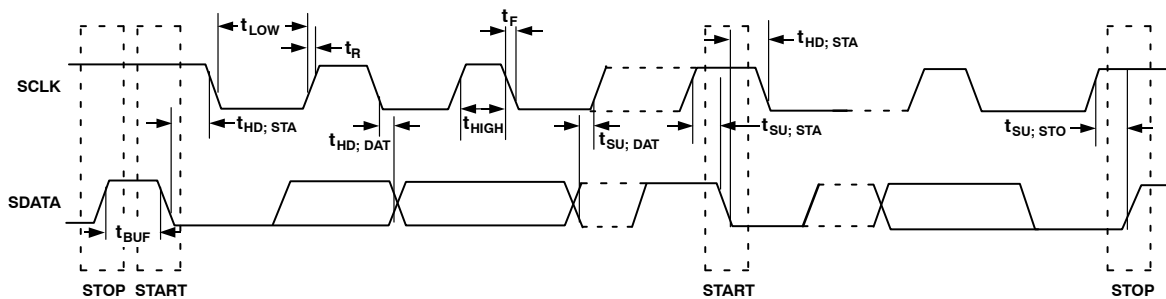 tLOW
tR
tF
tHD; STA
SCLK
tHD; STA
tHD; DAT
tHIGH
tSU; DAT
tSU; STA
tSU; STO
SDATA
tBUF
STOP START START STOP